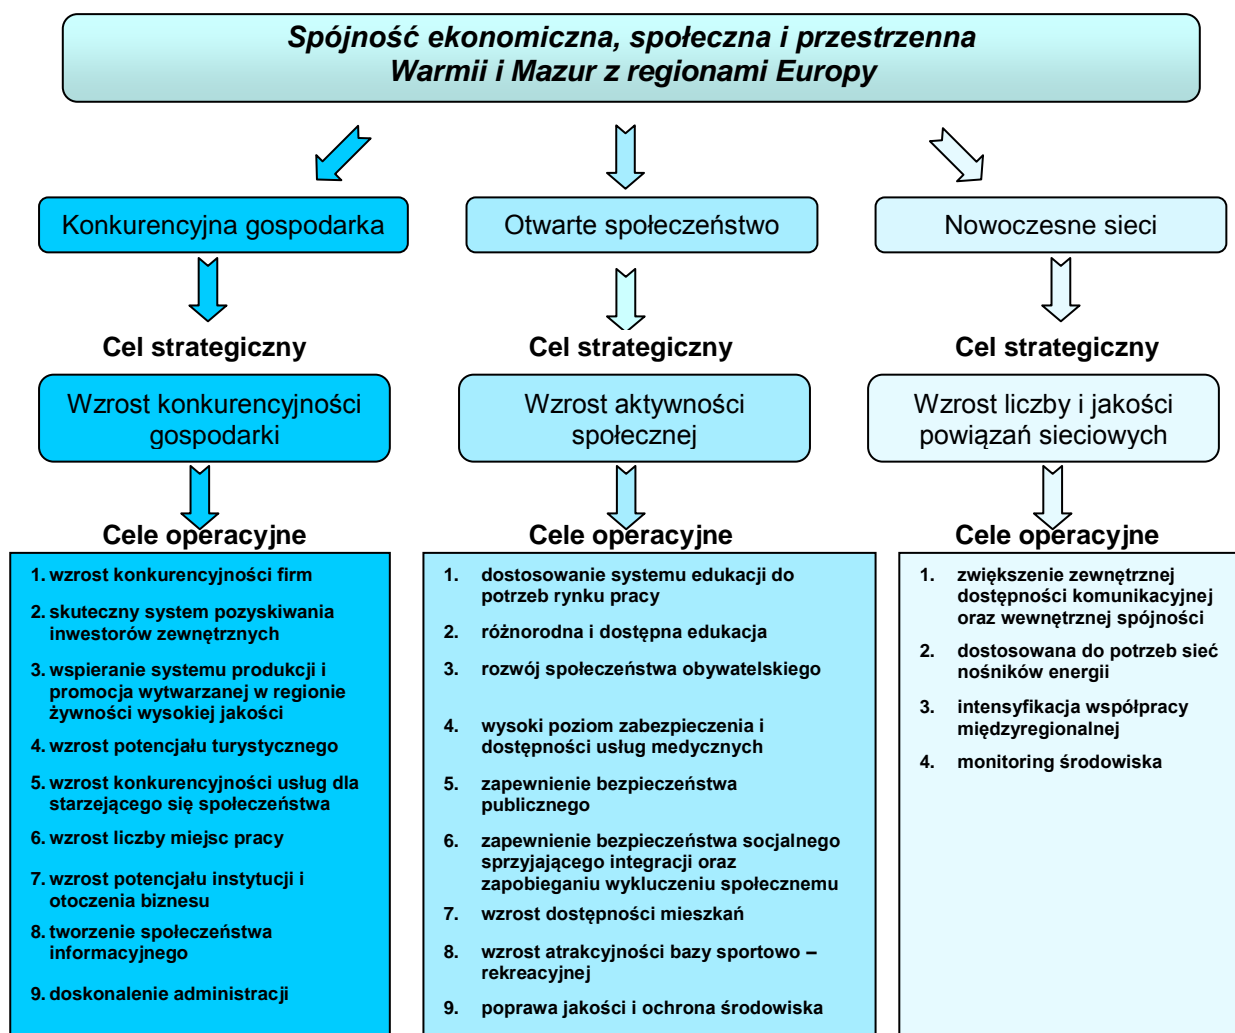 Spójność ekonomiczna, społeczna i przestrzenna
Warmii i Mazur z regionami Europy
Konkurencyjna gospodarka
Otwarte społeczeństwo
Nowoczesne sieci
Cel strategiczny
Cel strategiczny
Cel strategiczny
Wzrost konkurencyjności
gospodarki
Wzrost aktywności
społecznej
Wzrost liczby i jakości
powiązań sieciowych
Cele operacyjne
1. wzrost konkurencyjności firm
2. skuteczny system pozyskiwania
inwestorów zewnętrznych
3. wspieranie systemu produkcji i
promocja wytwarzanej w regionie
żywności wysokiej jakości
4. wzrost potencjału turystycznego
5. wzrost konkurencyjności usług dla
starzejącego się społeczeństwa
6. wzrost liczby miejsc pracy
7. wzrost potencjału instytucji i
otoczenia biznesu
8. tworzenie społeczeństwa
informacyjnego
9. doskonalenie administracji
Cele operacyjne
1. dostosowanie systemu edukacji do
potrzeb rynku pracy
2. różnorodna i dostępna edukacja
3. rozwój społeczeństwa obywatelskiego
4. wysoki poziom zabezpieczenia i
dostępności usług medycznych
5. zapewnienie bezpieczeństwa
publicznego
6. zapewnienie bezpieczeństwa socjalnego
sprzyjającego integracji oraz
zapobieganiu wykluczeniu społecznemu
7. wzrost dostępności mieszkań
8. wzrost atrakcyjności bazy sportowo –
rekreacyjnej
9. poprawa jakości i ochrona środowiska
Cele operacyjne
1. zwiększenie zewnętrznej
dostępności komunikacyjnej
oraz wewnętrznej spójności
2. dostosowana do potrzeb sieć
nośników energii
3. intensyfikacja współpracy
międzyregionalnej
4. monitoring środowiska